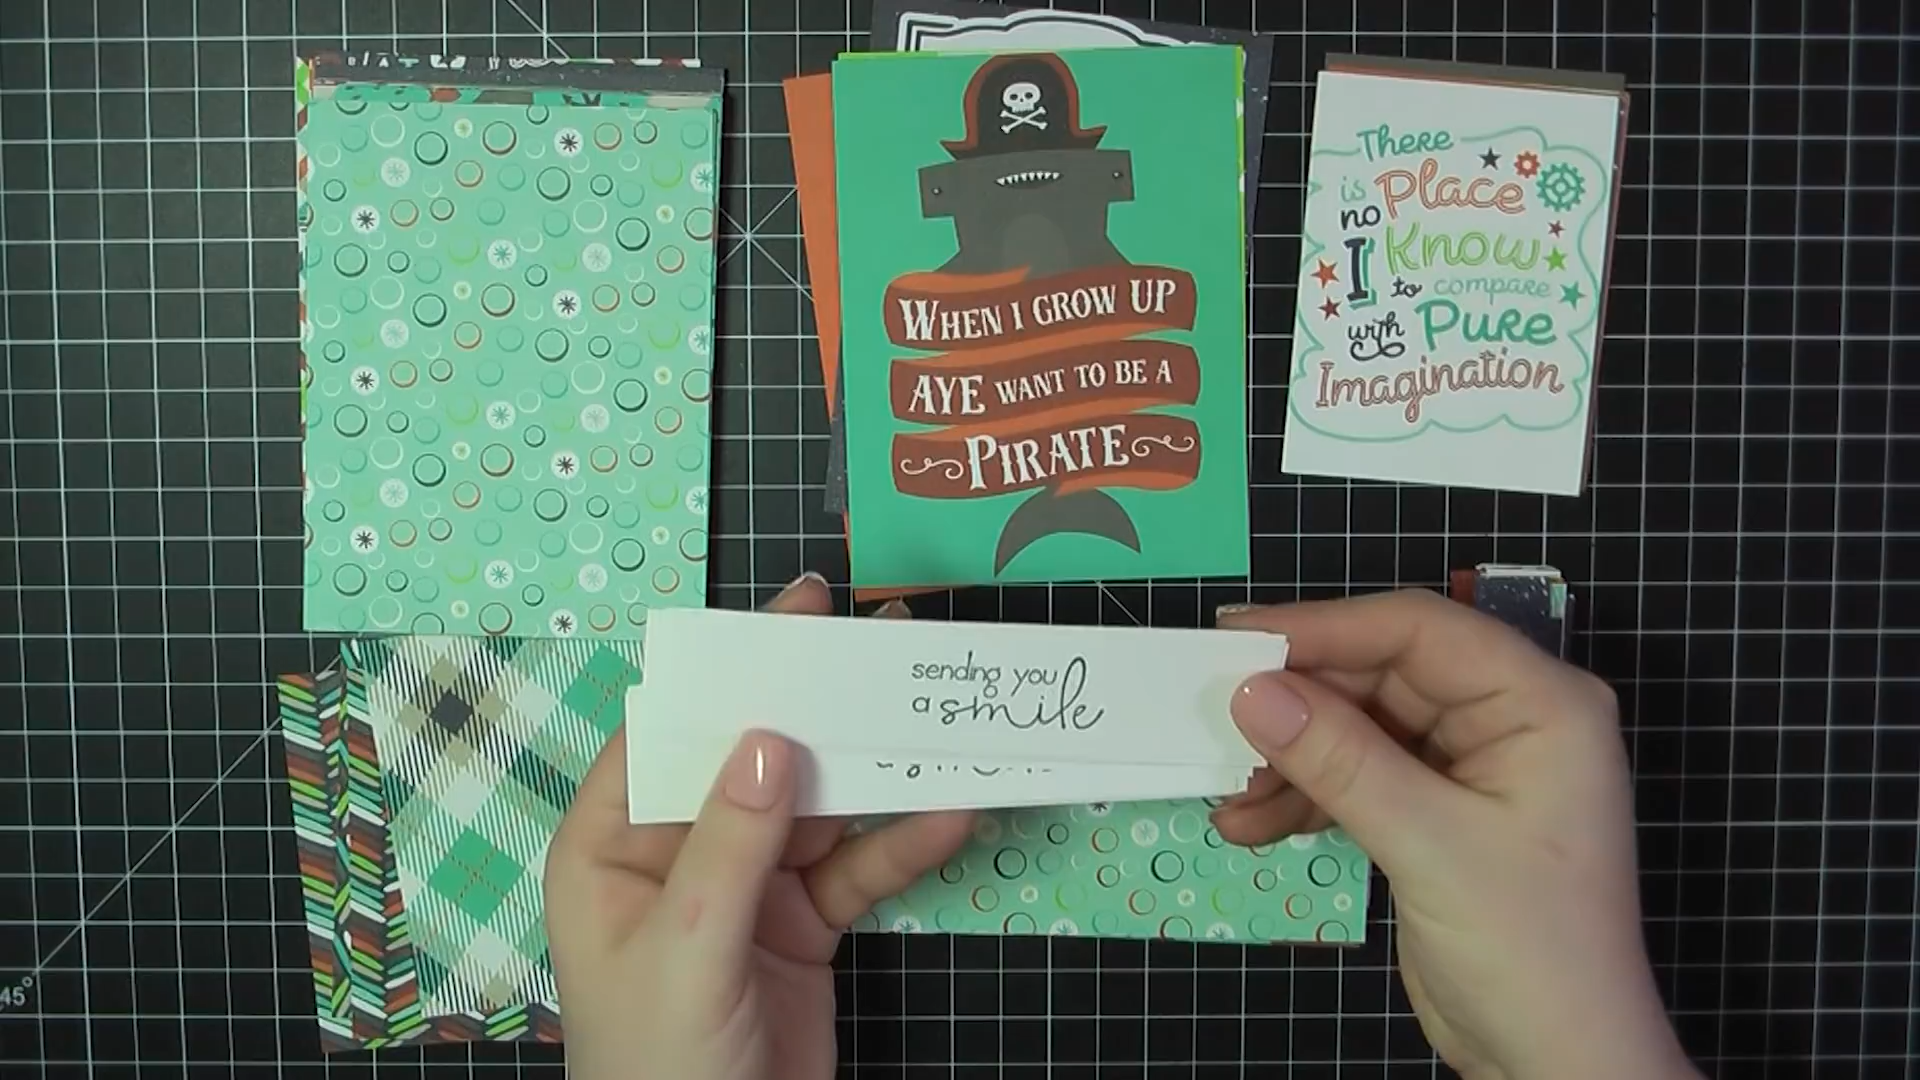 WHEN I GROW UP
AYE WANT TO BE A
PIRATE
There
is Place
no
I Know
to compare
with Pure
Imagination
sending you
a smile
45°